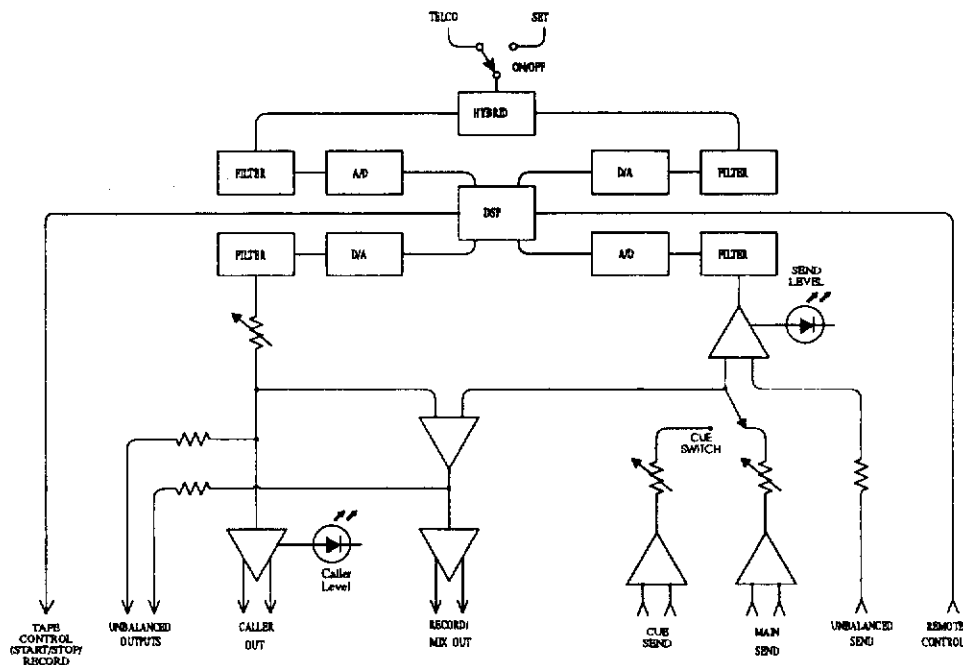 TELCO
SET
ON/OFF
HYBRID
FILTER
A/D
D/A
FILTER
DSP
FILTER
D/A
A/D
FILTER
SEND
LEVEL
CUE
SWITCH
Caller
Level
TAPE
CONTROL
(START/STOP/
RECORD
UNBALANCED
OUTPUTS
CALLER
OUT
RECORD/
MIX OUT
CUE
SEND
MAIN
SEND
UNBALANCED
SEND
REMOTE
CONTROL